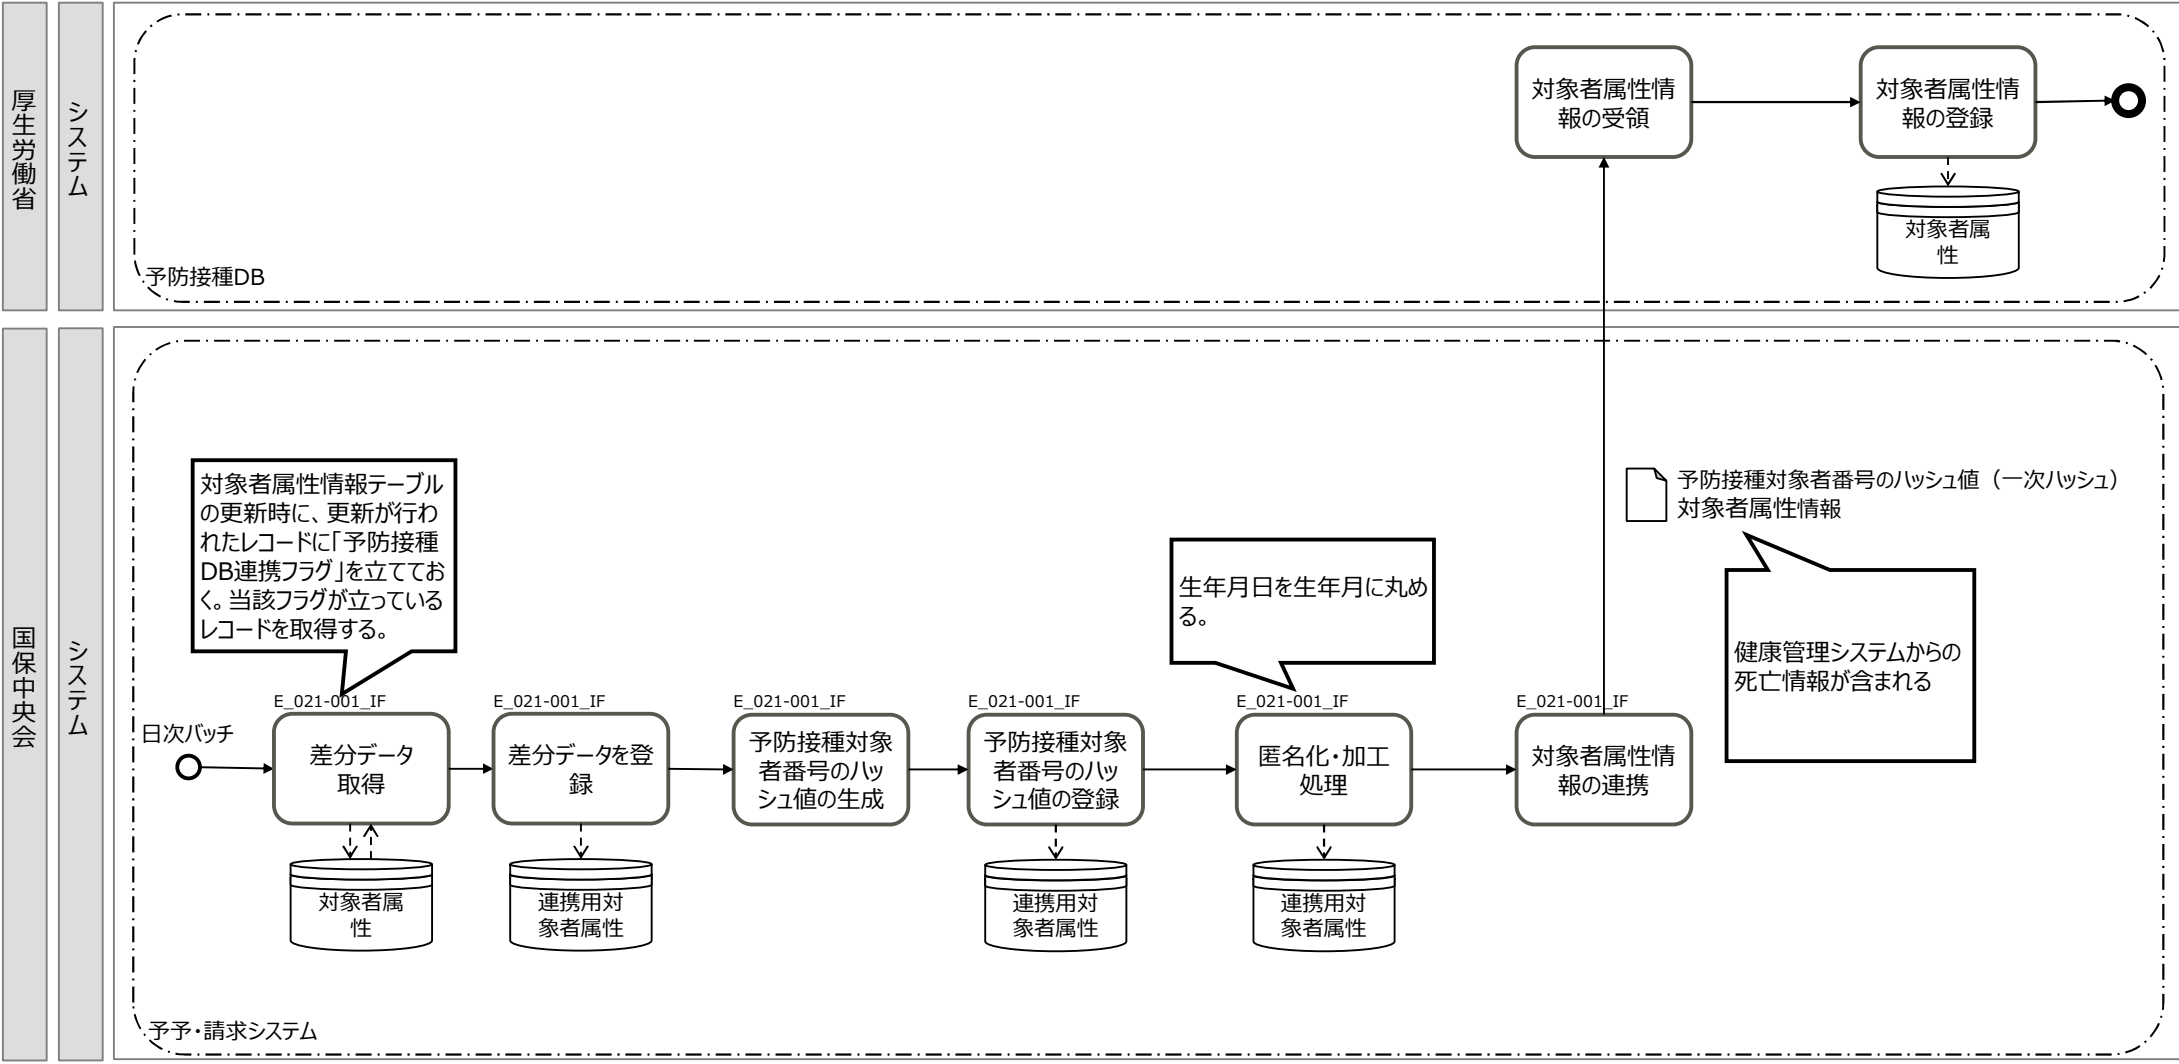 厚生労働省
システム
対象者属性情
報の受領
対象者属性情
報の登録
対象者属
性
予防接種DB
国保中央会
システム
対象者属性情報テーブル
の更新時に、更新が行わ
れたレコードに「予防接種
DB連携フラグ」を立ててお
く。当該フラグが立っている
レコードを取得する。
生年月日を生年月に丸め
る。
予防接種対象者番号のハッシュ値（一次ハッシュ）
対象者属性情報
健康管理システムからの
死亡情報が含まれる
日次バッチ
E_021-001_IF
差分データ
取得
対象者属
性
E_021-001_IF
差分データを登
録
連携用対
象者属性
E_021-001_IF
予防接種対象
者番号のハッ
シュ値の生成
E_021-001_IF
予防接種対象
者番号のハッ
シュ値の登録
連携用対
象者属性
E_021-001_IF
匿名化・加工
処理
連携用対
象者属性
E_021-001_IF
対象者属性情
報の連携
予予・請求システム